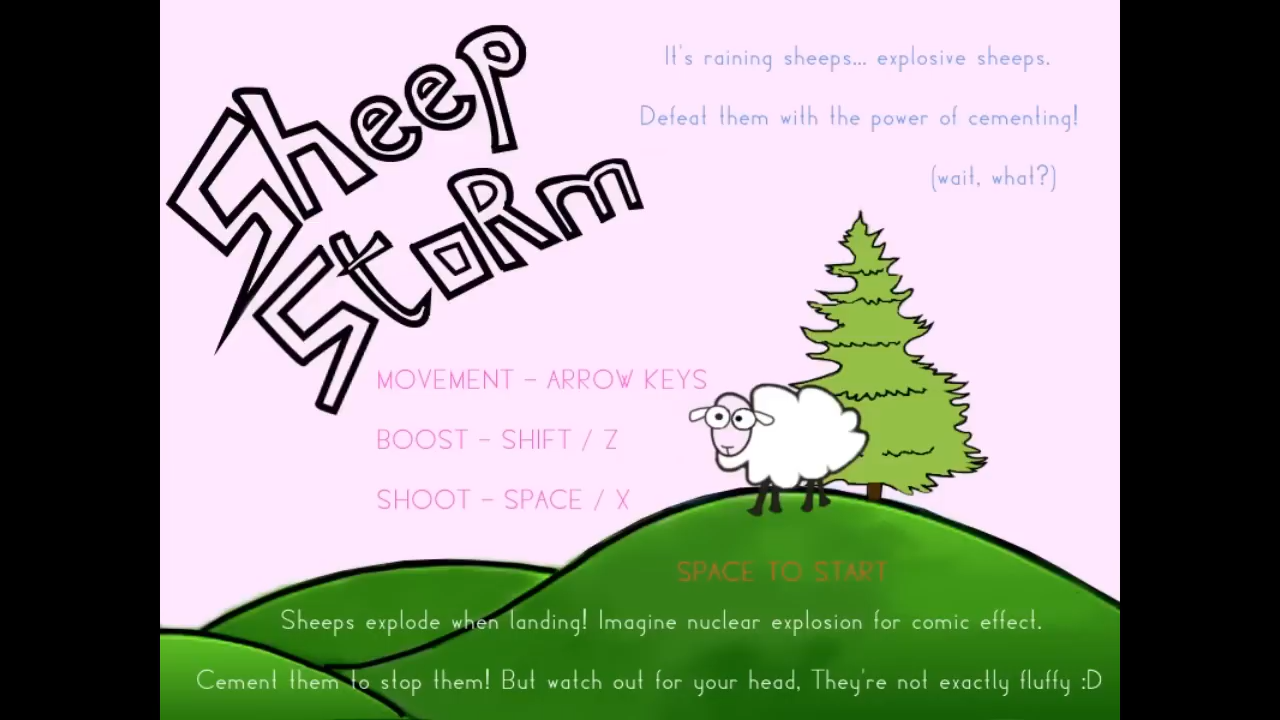 Sheep
Storm
It's raining sheeps... explosive sheeps.
Defeat them with the power of cementing!
(wait, what?)
MOVEMENT - ARROW KEYS
BOOST - SHIFT / Z
SHOOT - SPACE / X
SPACE TO START
Sheeps explode when landing! Imagine nuclear explosion for comic effect.
Cement them to stop them! But watch out for your head, They're not exactly fluffy :D